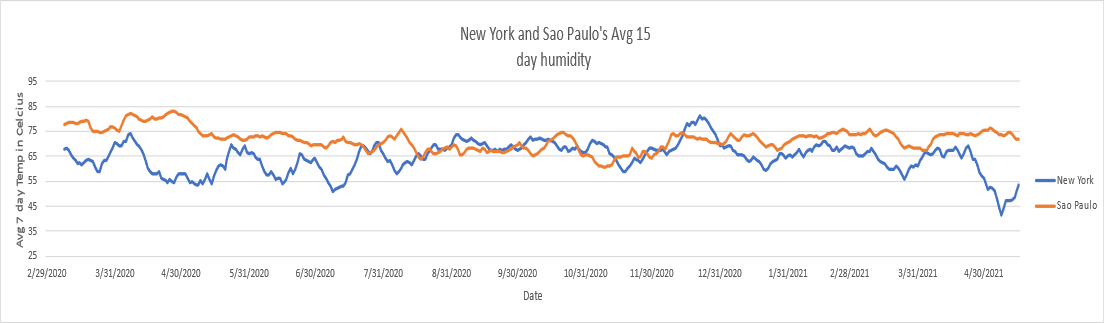 New York and Sao Paulo's Avg 15
day humidity
Avg 7 day Temp in Celcius
95
85
75
65
55
45
35
25
2/29/2020 3/31/2020 4/30/2020 5/31/2020 6/30/2020 7/31/2020 8/31/2020 9/30/2020 10/31/2020 11/30/2020 12/31/2020 1/31/2021 2/28/2021 3/31/2021 4/30/2021
Date
New York
Sao Paulo